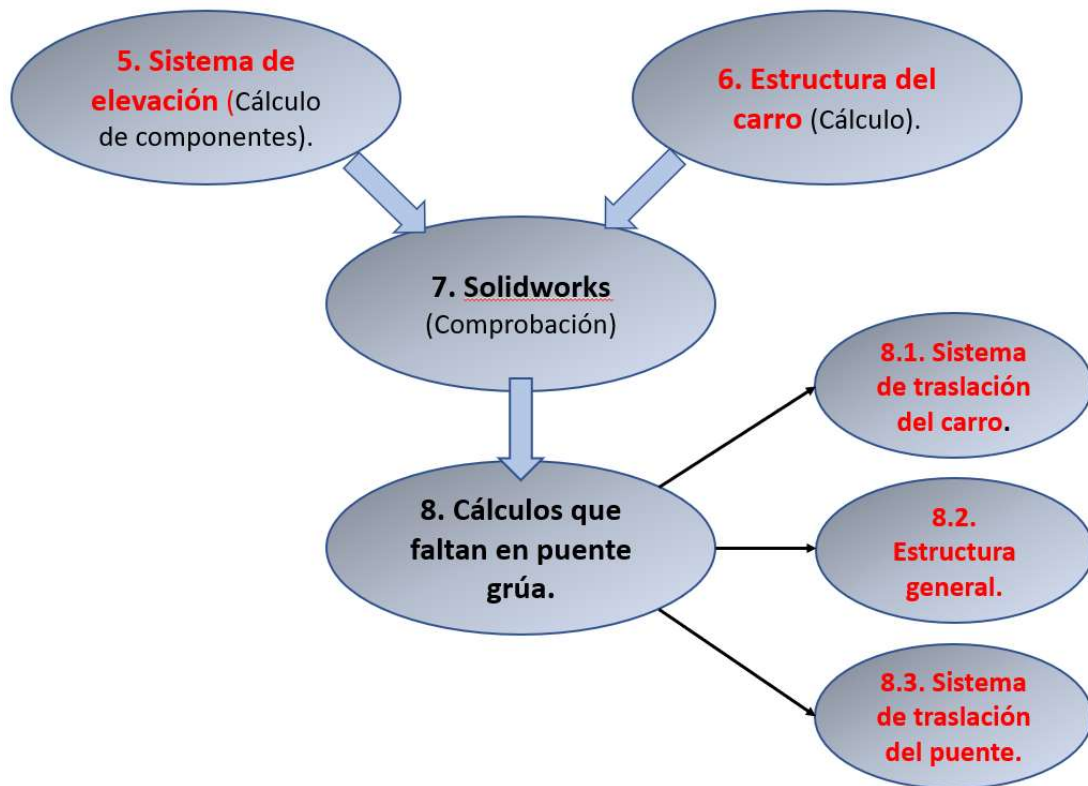 5. Sistema de
elevación (Cálculo
de componentes).
6. Estructura del
carro (Cálculo).
7. Solidworks
(Comprobación)
8. Cálculos que
faltan en puente
grúa.
8.1. Sistema
de traslación
del carro.
8.2.
Estructura
general.
8.3. Sistema
de traslación
del puente.